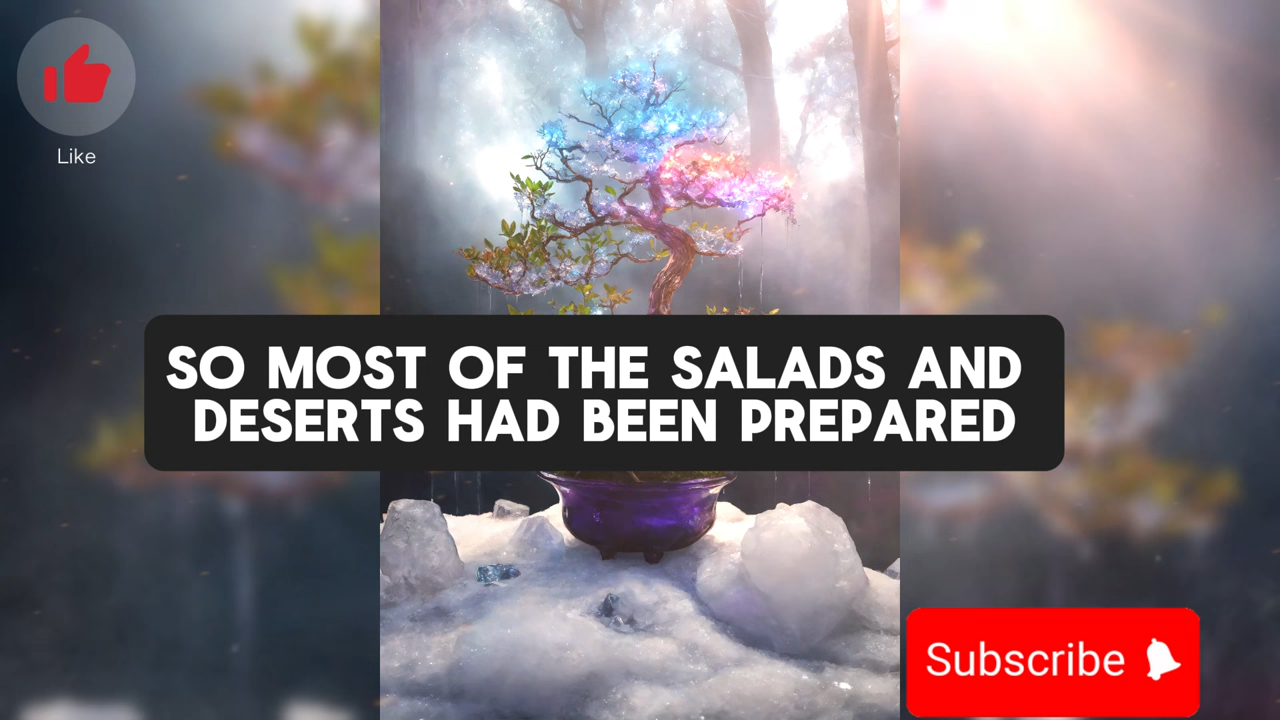 Like
SO MOST OF THE SALADS AND
DESERTS HAD BEEN PREPARED
Subscribe